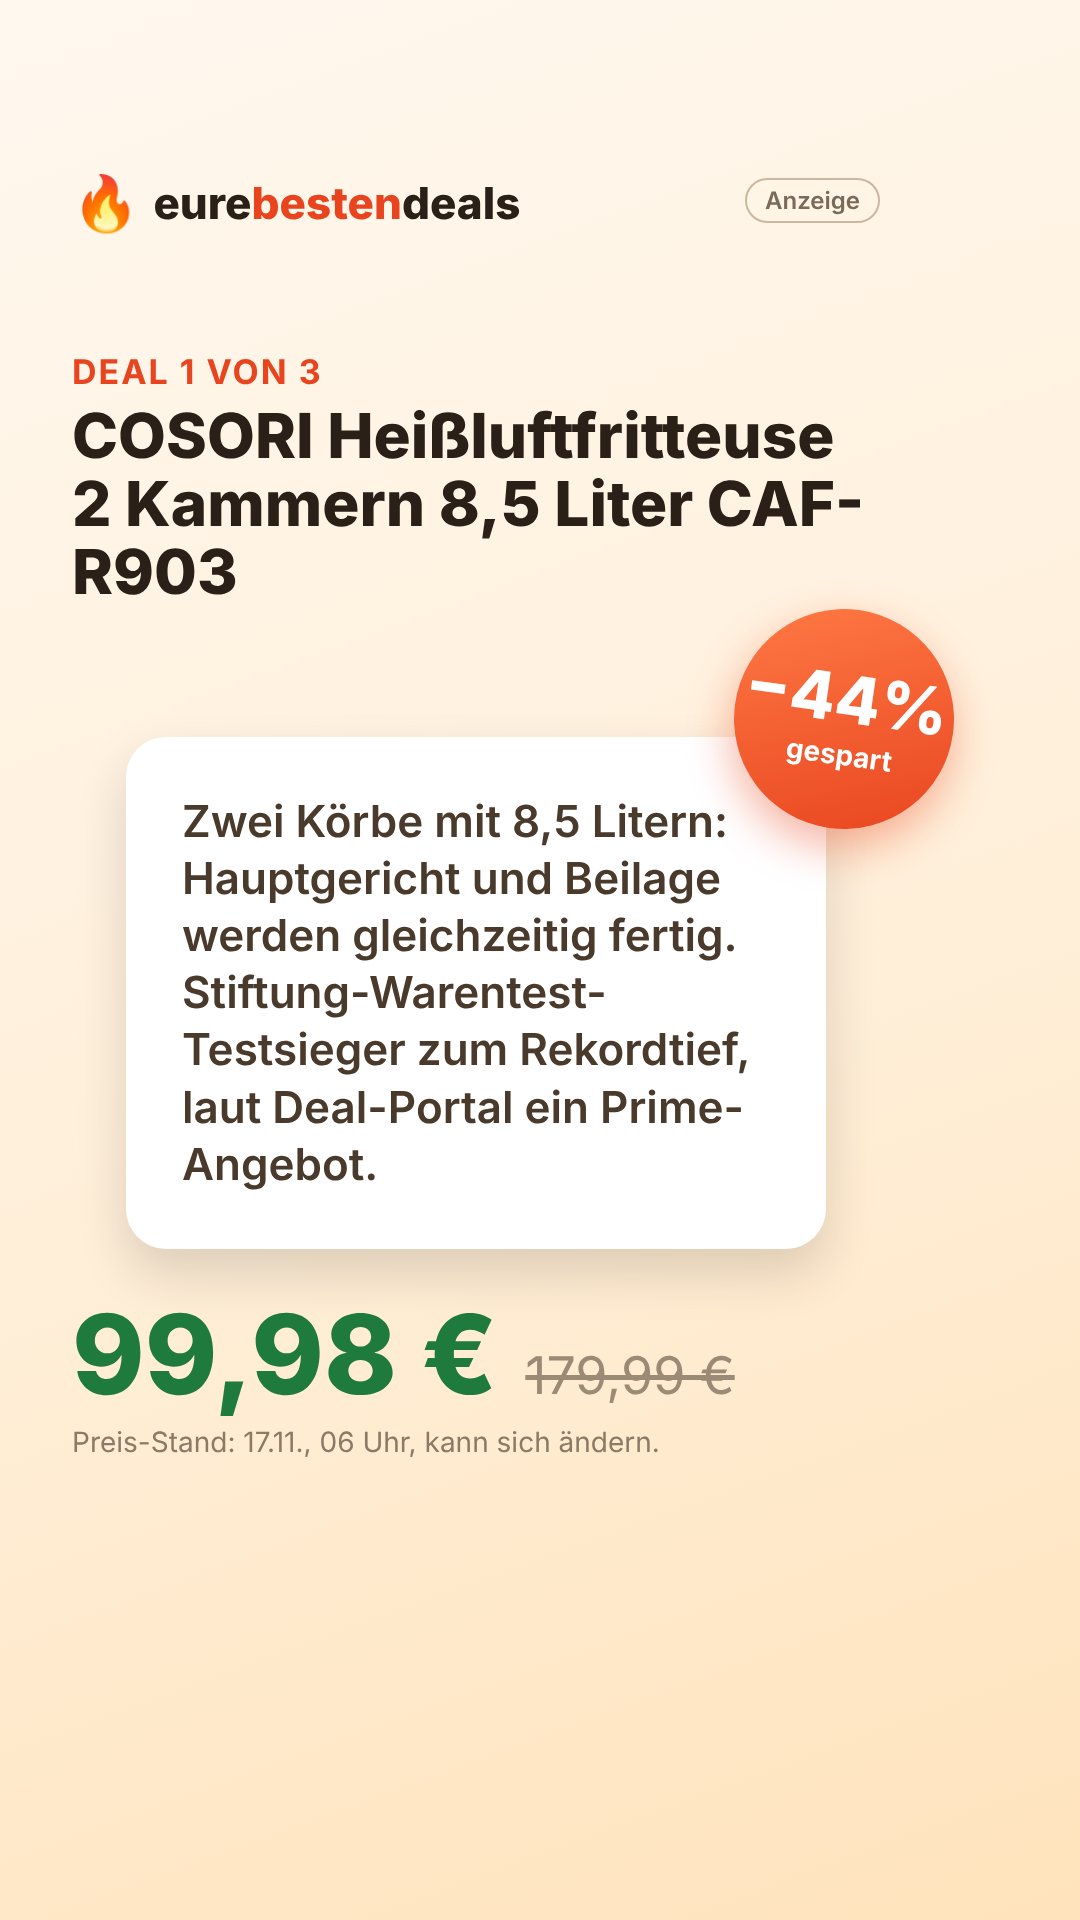 eurebestendeals
Anzeige
DEAL 1 VON 3
COSORI Heißluftfritteuse
2 Kammern 8,5 Liter CAF-
R903
–44%
gespart
Zwei Körbe mit 8,5 Litern:
Hauptgericht und Beilage
werden gleichzeitig fertig.
Stiftung-Warentest-
Testsieger zum Rekordtief,
laut Deal-Portal ein Prime-
Angebot.
99,98 € 179,99 €
Preis-Stand: 17.11., 06 Uhr, kann sich ändern.